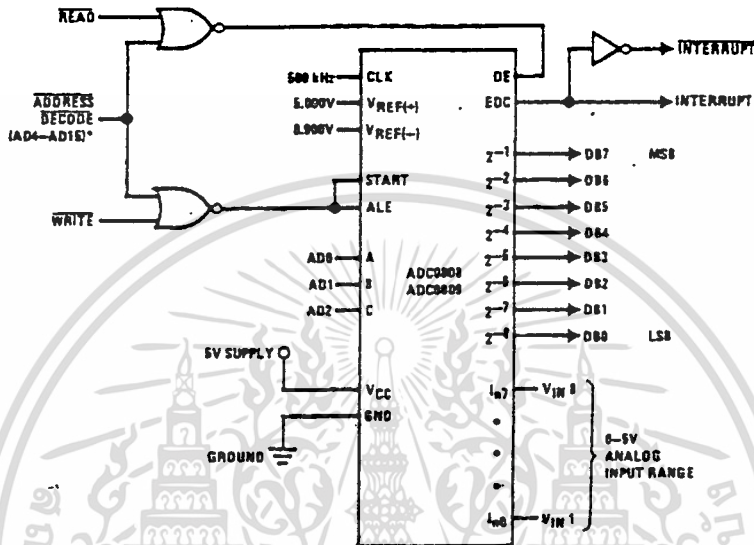 READ
ADDRESS
DECODE
(AD4–AD15)*
WRITE
500 kHz
CLK
5.000V
VREF(+)
0.000V
VREF(−)
START
ALE
AD0
A
AD1
B
AD2
C
5V SUPPLY
VCC
GND
GROUND
ADC0808
ADC0809
OE
EOC
INTERRUPT
INTERRUPT
2−1 DB7 MSB
2−2 DB6
2−3 DB5
2−4 DB4
2−5 DB3
2−6 DB2
2−7 DB1
2−8 DB0 LSB
In7 VIN 8
0–5V
ANALOG
INPUT RANGE
In0 VIN 1